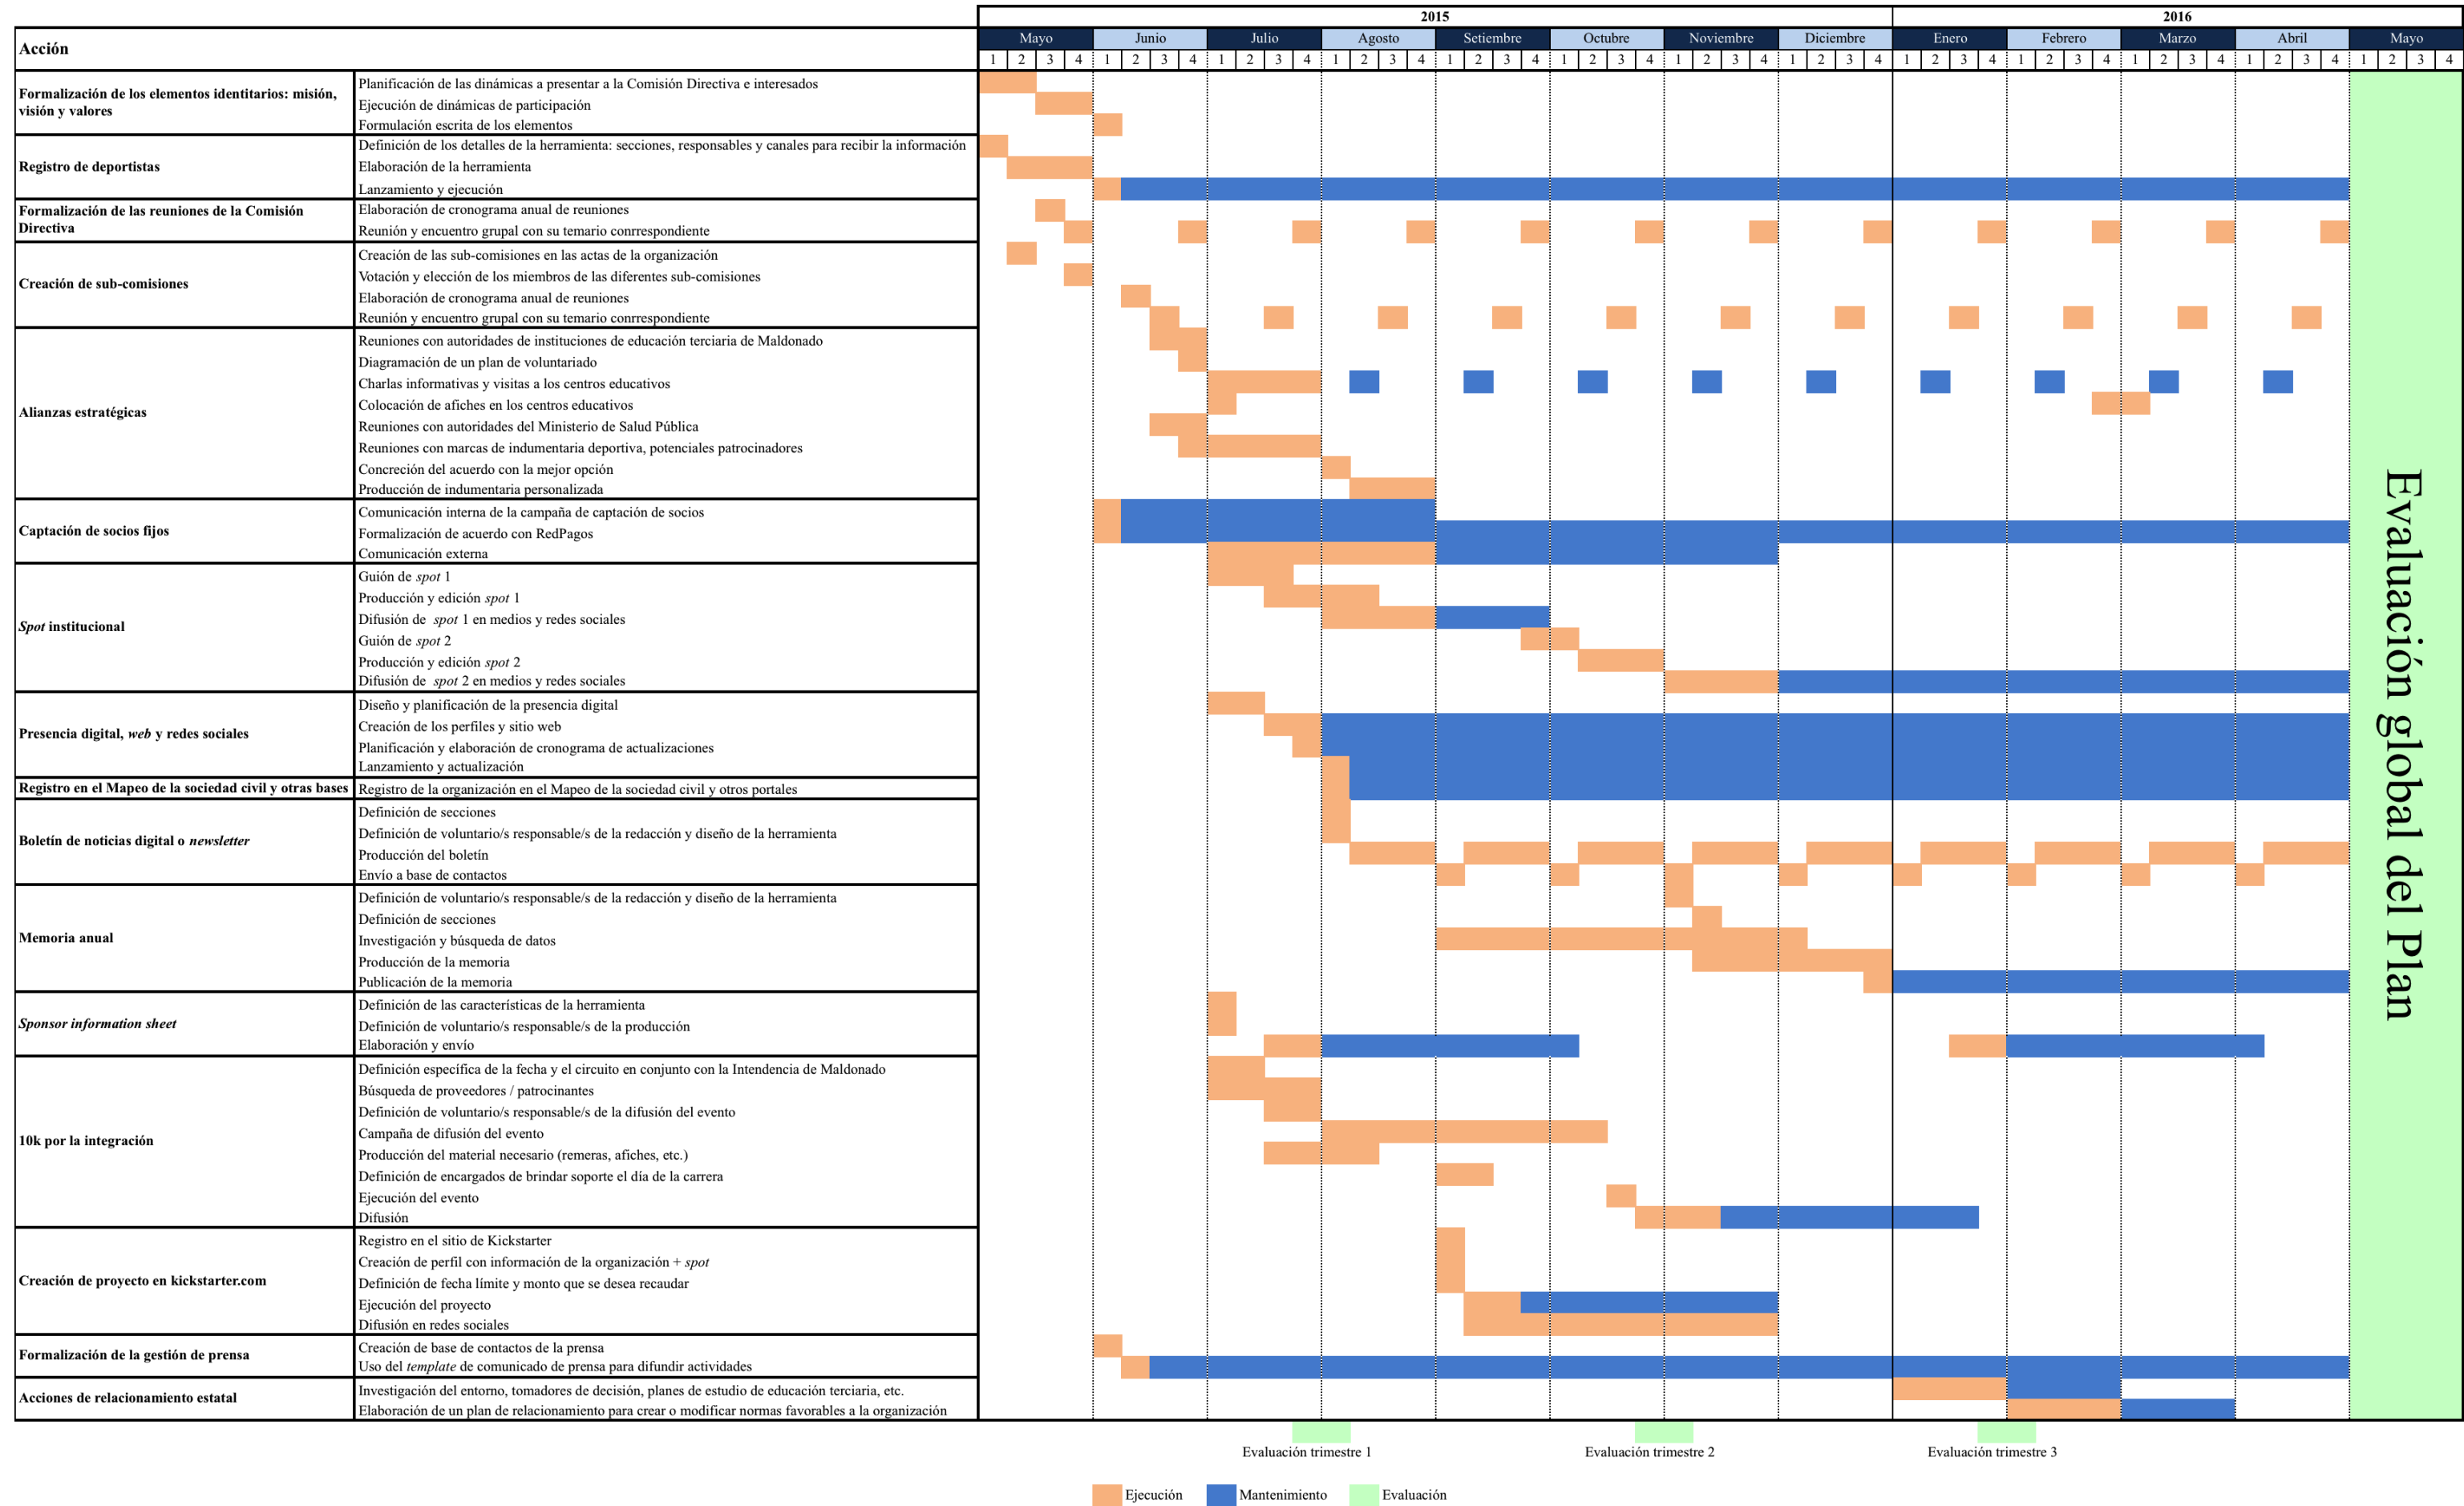 2015
2016
Acción
Mayo
Junio
Julio
Agosto
Setiembre
Octubre
Noviembre
Diciembre
Enero
Febrero
Marzo
Abril
Mayo
1 2 3 4 1 2 3 4 1 2 3 4 1 2 3 4 1 2 3 4 1 2 3 4 1 2 3 4 1 2 3 4 1 2 3 4 1 2 3 4 1 2 3 4 1 2 3 4 1 2 3 4
Formalización de los elementos identitarios: misión,
visión y valores
Planificación de las dinámicas a presentar a la Comisión Directiva e interesados
Ejecución de dinámicas de participación
Formulación escrita de los elementos
Registro de deportistas
Definición de los detalles de la herramienta: secciones, responsables y canales para recibir la información
Elaboración de la herramienta
Lanzamiento y ejecución
Formalización de las reuniones de la Comisión
Directiva
Elaboración de cronograma anual de reuniones
Reunión y encuentro grupal con su temario conrrespondiente
Creación de sub-comisiones
Creación de las sub-comisiones en las actas de la organización
Votación y elección de los miembros de las diferentes sub-comisiones
Elaboración de cronograma anual de reuniones
Reunión y encuentro grupal con su temario conrrespondiente
Alianzas estratégicas
Reuniones con autoridades de instituciones de educación terciaria de Maldonado
Diagramación de un plan de voluntariado
Charlas informativas y visitas a los centros educativos
Colocación de afiches en los centros educativos
Reuniones con autoridades del Ministerio de Salud Pública
Reuniones con marcas de indumentaria deportiva, potenciales patrocinadores
Concreción del acuerdo con la mejor opción
Producción de indumentaria personalizada
Captación de socios fijos
Comunicación interna de la campaña de captación de socios
Formalización de acuerdo con RedPagos
Comunicación externa
Spot institucional
Guión de spot 1
Producción y edición spot 1
Difusión de spot 1 en medios y redes sociales
Guión de spot 2
Producción y edición spot 2
Difusión de spot 2 en medios y redes sociales
Presencia digital, web y redes sociales
Diseño y planificación de la presencia digital
Creación de los perfiles y sitio web
Planificación y elaboración de cronograma de actualizaciones
Lanzamiento y actualización
Registro en el Mapeo de la sociedad civil y otras bases
Registro de la organización en el Mapeo de la sociedad civil y otros portales
Boletín de noticias digital o newsletter
Definición de secciones
Definición de voluntario/s responsable/s de la redacción y diseño de la herramienta
Producción del boletín
Envío a base de contactos
Memoria anual
Definición de voluntario/s responsable/s de la redacción y diseño de la herramienta
Definición de secciones
Investigación y búsqueda de datos
Producción de la memoria
Publicación de la memoria
Sponsor information sheet
Definición de las características de la herramienta
Definición de voluntario/s responsable/s de la producción
Elaboración y envío
10k por la integración
Definición específica de la fecha y el circuito en conjunto con la Intendencia de Maldonado
Búsqueda de proveedores / patrocinantes
Definición de voluntario/s responsable/s de la difusión del evento
Campaña de difusión del evento
Producción del material necesario (remeras, afiches, etc.)
Definición de encargados de brindar soporte el día de la carrera
Ejecución del evento
Difusión
Creación de proyecto en kickstarter.com
Registro en el sitio de Kickstarter
Creación de perfil con información de la organización + spot
Definición de fecha límite y monto que se desea recaudar
Ejecución del proyecto
Difusión en redes sociales
Formalización de la gestión de prensa
Creación de base de contactos de la prensa
Uso del template de comunicado de prensa para difundir actividades
Acciones de relacionamiento estatal
Investigación del entorno, tomadores de decisión, planes de estudio de educación terciaria, etc.
Elaboración de un plan de relacionamiento para crear o modificar normas favorables a la organización
Evaluación global del Plan
Evaluación trimestre 1
Evaluación trimestre 2
Evaluación trimestre 3
Ejecución
Mantenimiento
Evaluación